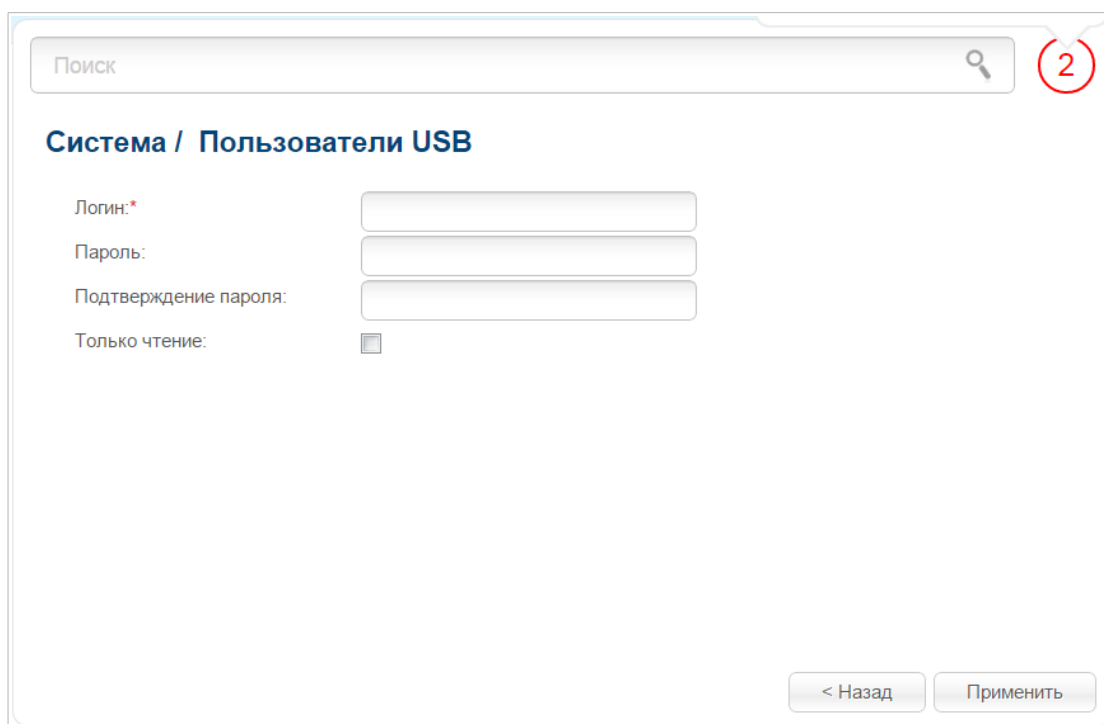 Поиск
2
Система / Пользователи USB
Логин:*
Пароль:
Подтверждение пароля:
Только чтение:
< Назад
Применить